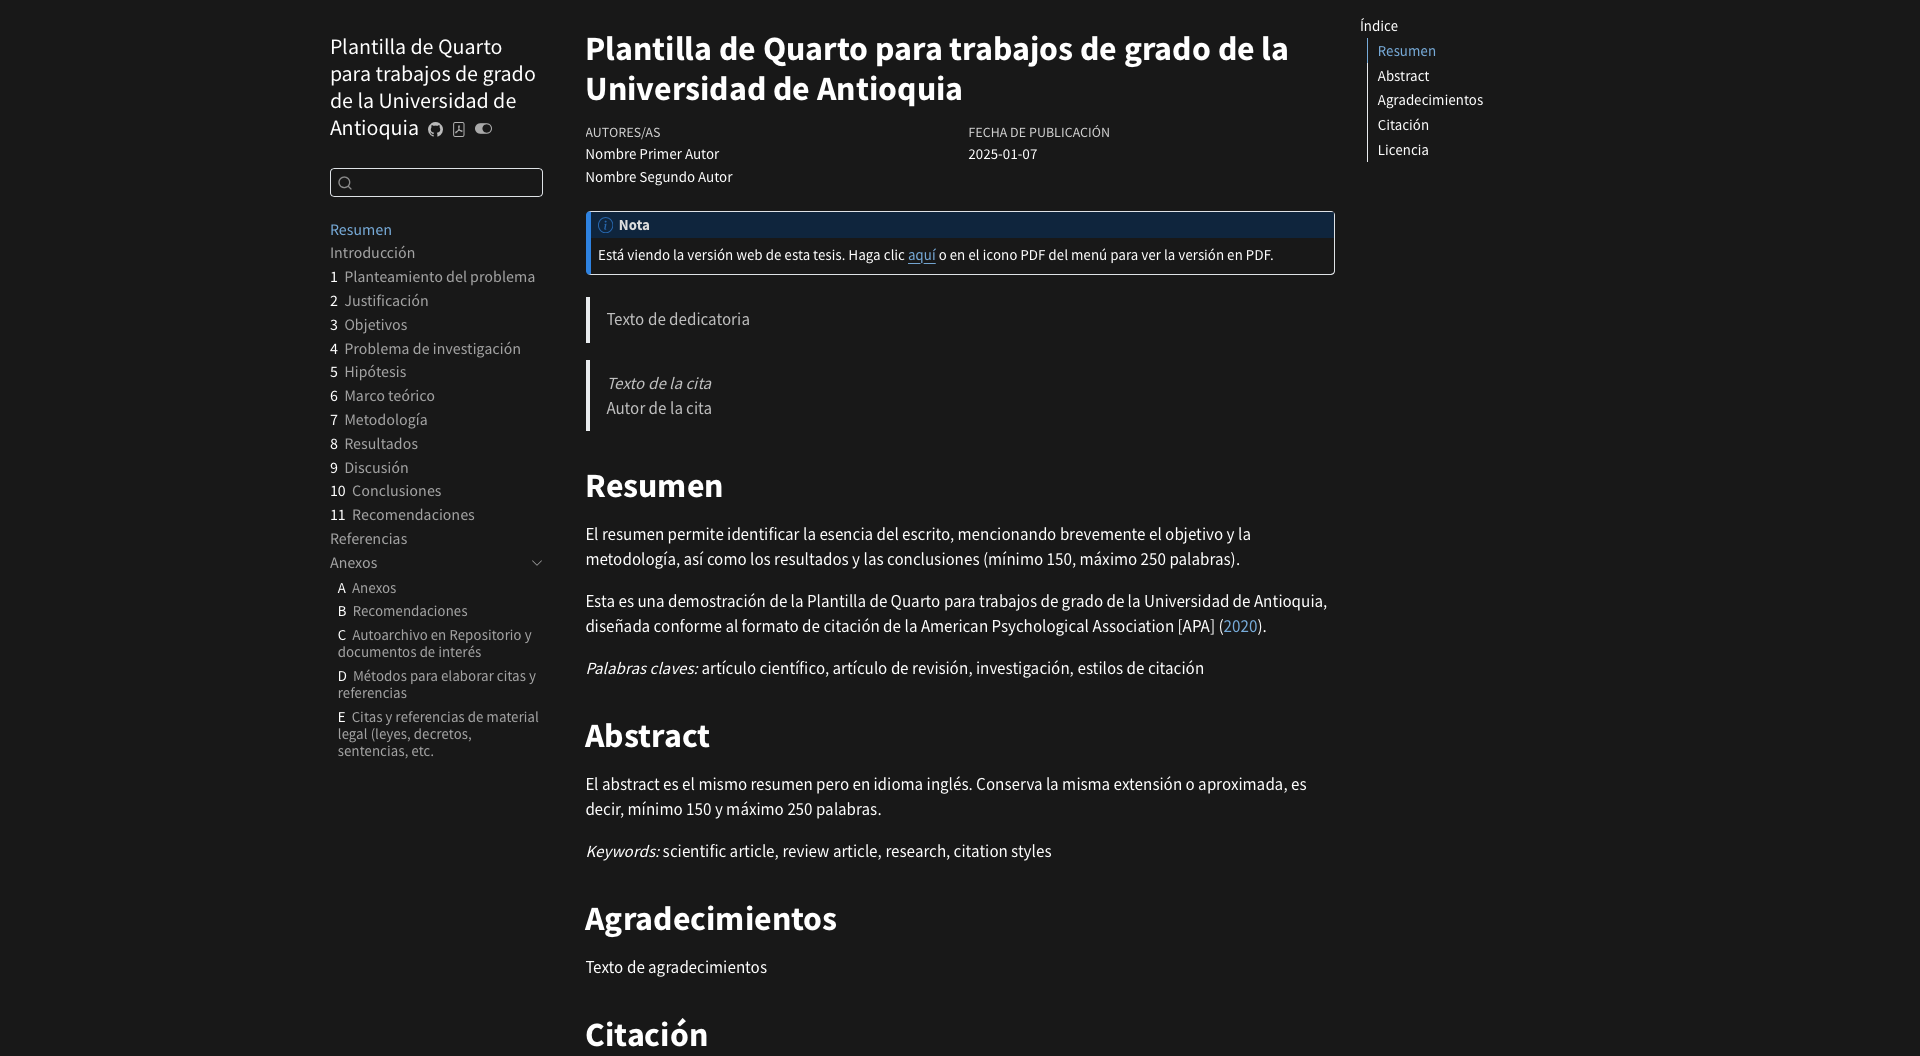 Plantilla de Quarto
para trabajos de grado
de la Universidad de
Antioquia
Resumen
Introducción
1 Planteamiento del problema
2 Justificación
3 Objetivos
4 Problema de investigación
5 Hipótesis
6 Marco teórico
7 Metodología
8 Resultados
9 Discusión
10 Conclusiones
11 Recomendaciones
Referencias
Anexos
A Anexos
B Recomendaciones
C Autoarchivo en Repositorio y
documentos de interés
D Métodos para elaborar citas y
referencias
E Citas y referencias de material
legal (leyes, decretos,
sentencias, etc.
Plantilla de Quarto para trabajos de grado de la
Universidad de Antioquia
AUTORES/AS
Nombre Primer Autor
Nombre Segundo Autor
FECHA DE PUBLICACIÓN
2025-01-07
Nota
Está viendo la versión web de esta tesis. Haga clic aquí o en el icono PDF del menú para ver la versión en PDF.
Texto de dedicatoria
Texto de la cita
Autor de la cita
Resumen
El resumen permite identificar la esencia del escrito, mencionando brevemente el objetivo y la
metodología, así como los resultados y las conclusiones (mínimo 150, máximo 250 palabras).
Esta es una demostración de la Plantilla de Quarto para trabajos de grado de la Universidad de Antioquia,
diseñada conforme al formato de citación de la American Psychological Association [APA] (2020).
Palabras claves: artículo científico, artículo de revisión, investigación, estilos de citación
Abstract
El abstract es el mismo resumen pero en idioma inglés. Conserva la misma extensión o aproximada, es
decir, mínimo 150 y máximo 250 palabras.
Keywords: scientific article, review article, research, citation styles
Agradecimientos
Texto de agradecimientos
Citación
Índice
Resumen
Abstract
Agradecimientos
Citación
Licencia